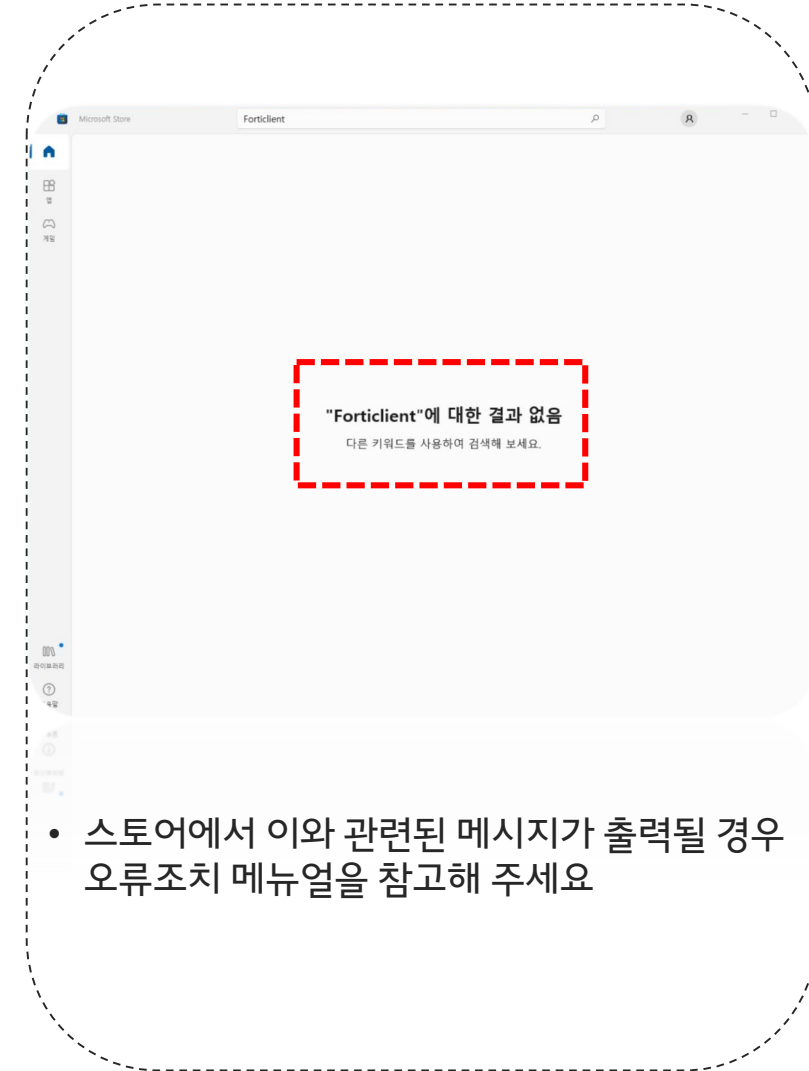 Microsoft Store
Forticlient
앱
게임
"Forticlient"에 대한 결과 없음
다른 키워드를 사용하여 검색해 보세요.
라이브러리
• 스토어에서 이와 관련된 메시지가 출력될 경우
오류조치 메뉴얼을 참고해 주세요